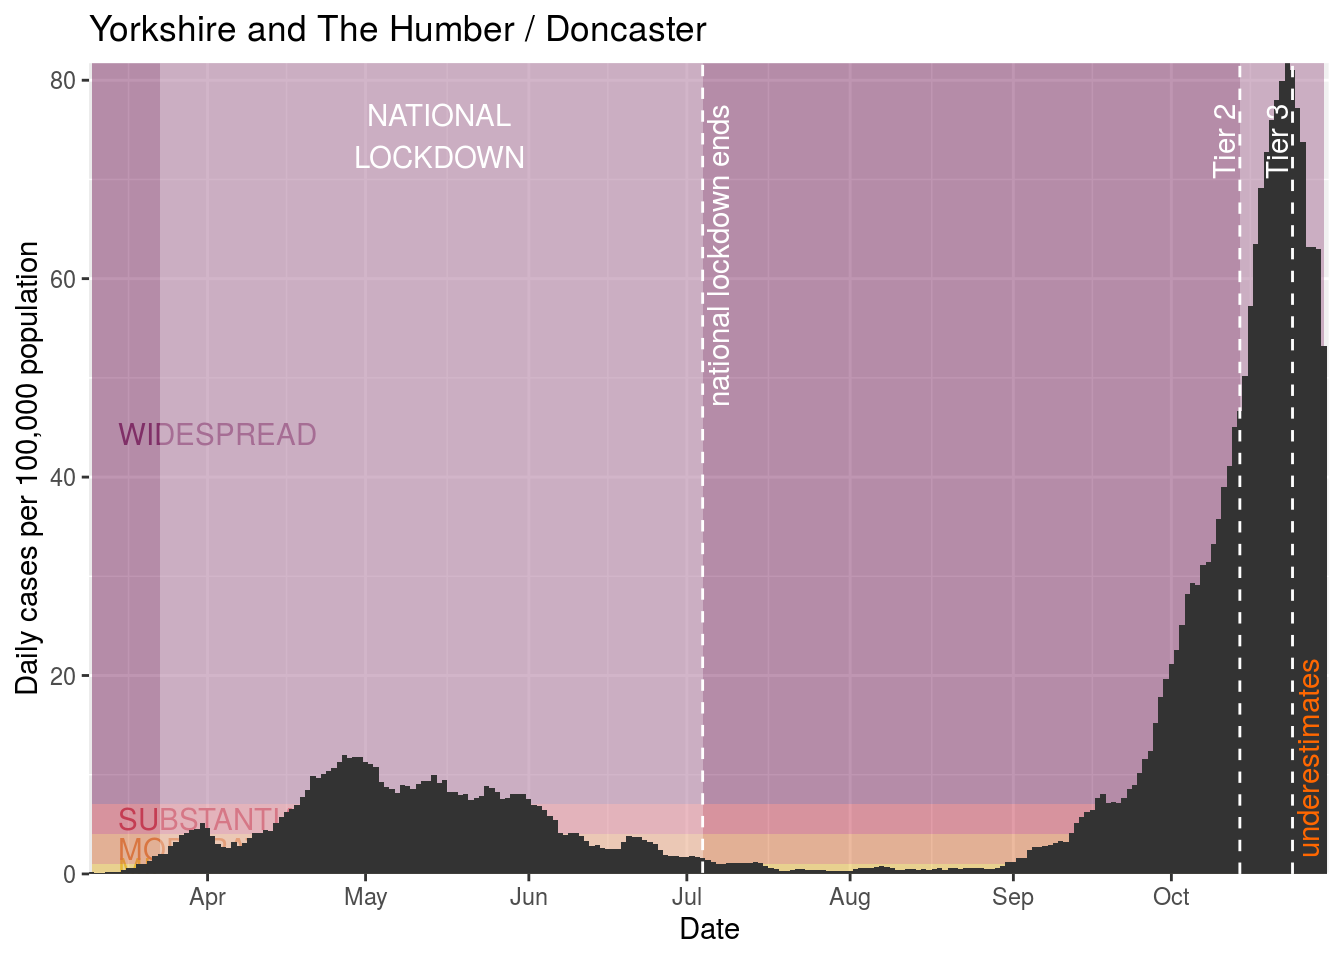 Yorkshire and The Humber / Doncaster
Daily cases per 100,000 population
80
60
40
20
0
NATIONAL
LOCKDOWN
national lockdown ends
Tier 2
Tier 3
WIDESPREAD
underestimates
Apr
May
Jun
Jul
Aug
Sep
Oct
Date